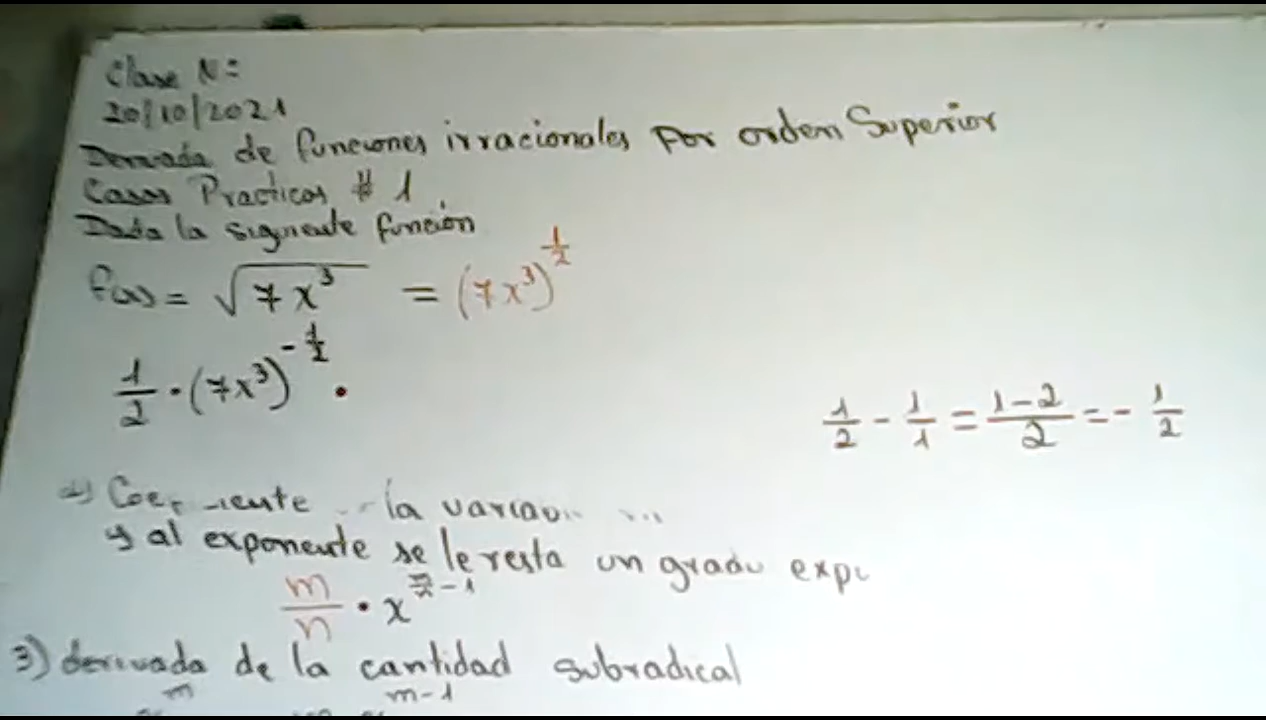 Clase N:
20/10/2021
Derivada de funciones irracionales Por orden Superior
Casos Practicos # 1
Dada la siguiente función
f(x) = √7x³ = (7x³)^1/2
1/2 · (7x³)^-1/2 ·
1/2 - 1/1 = 1-2/2 = - 1/2
la
y al exponente se le resta un grado
m/n · x^m/n - 1
3) derivada de la cantidad subradical
m m-1